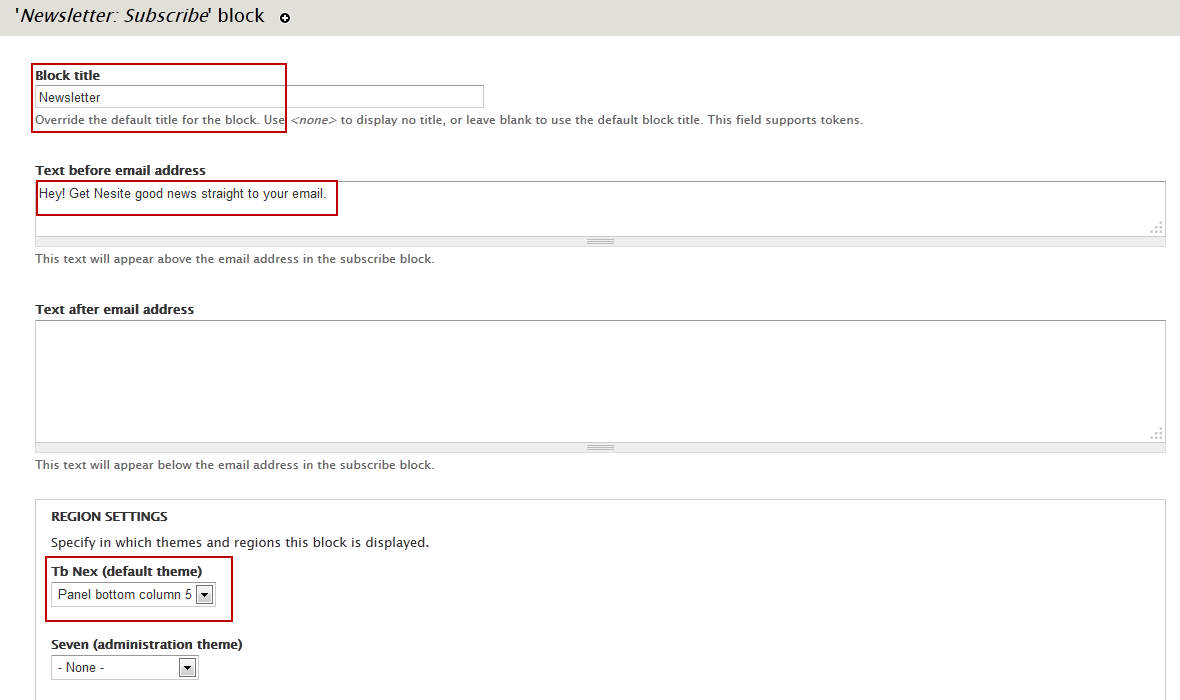 'Newsletter: Subscribe' block
Block title
Newsletter
Override the default title for the block. Use <none> to display no title, or leave blank to use the default block title. This field supports tokens.
Text before email address
Hey! Get Nesite good news straight to your email.
This text will appear above the email address in the subscribe block.
Text after email address
This text will appear below the email address in the subscribe block.
REGION SETTINGS
Specify in which themes and regions this block is displayed.
Tb Nex (default theme)
Panel bottom column 5
Seven (administration theme)
- None -